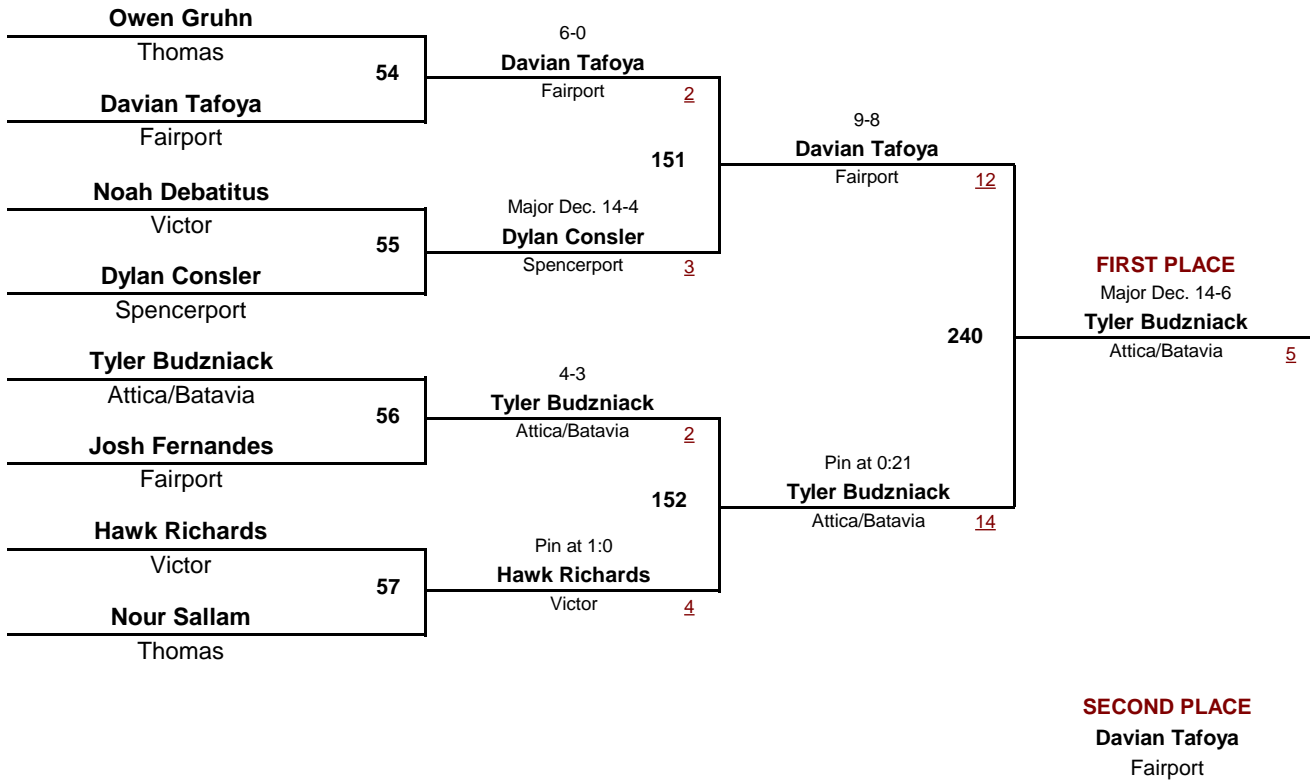 Owen Gruhn
Thomas
54
Davian Tafoya
Fairport
Noah Debatitus
Victor
55
Dylan Consler
Spencerport
Tyler Budzniack
Attica/Batavia
56
Josh Fernandes
Fairport
Hawk Richards
Victor
57
Nour Sallam
Thomas
6-0
Davian Tafoya
Fairport 2
151
Major Dec. 14-4
Dylan Consler
Spencerport 3
4-3
Tyler Budzniack
Attica/Batavia 2
152
Pin at 1:0
Hawk Richards
Victor 4
9-8
Davian Tafoya
Fairport 12
240
Pin at 0:21
Tyler Budzniack
Attica/Batavia 14
FIRST PLACE
Major Dec. 14-6
Tyler Budzniack
Attica/Batavia 5
SECOND PLACE
Davian Tafoya
Fairport